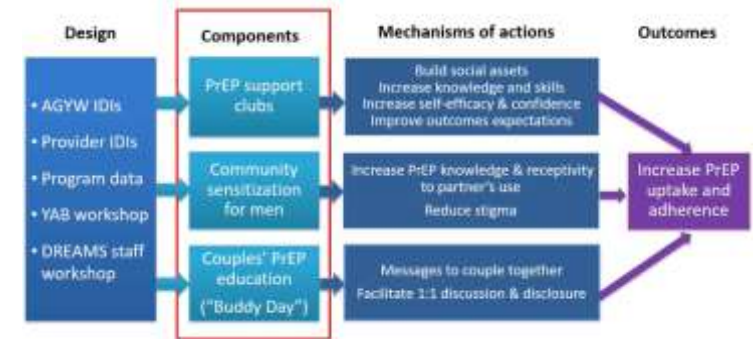 Design
Components
Mechanisms of actions
Outcomes
• AGYW IDIs
• Provider IDIs
• Program data
• YAB workshop
• DREAMS staff
workshop
PrEP support
clubs
Community
sensitization
for men
Couples' PrEP
education
("Buddy Day")
Build social assets
Increase knowledge and skills
Increase self-efficacy & confidence
Improve outcomes expectations
Increase PrEP knowledge & receptivity
to partner's use
Reduce stigma
Messages to couple together
Facilitate 1:1 discussion & disclosure
Increase PrEP
uptake and
adherence